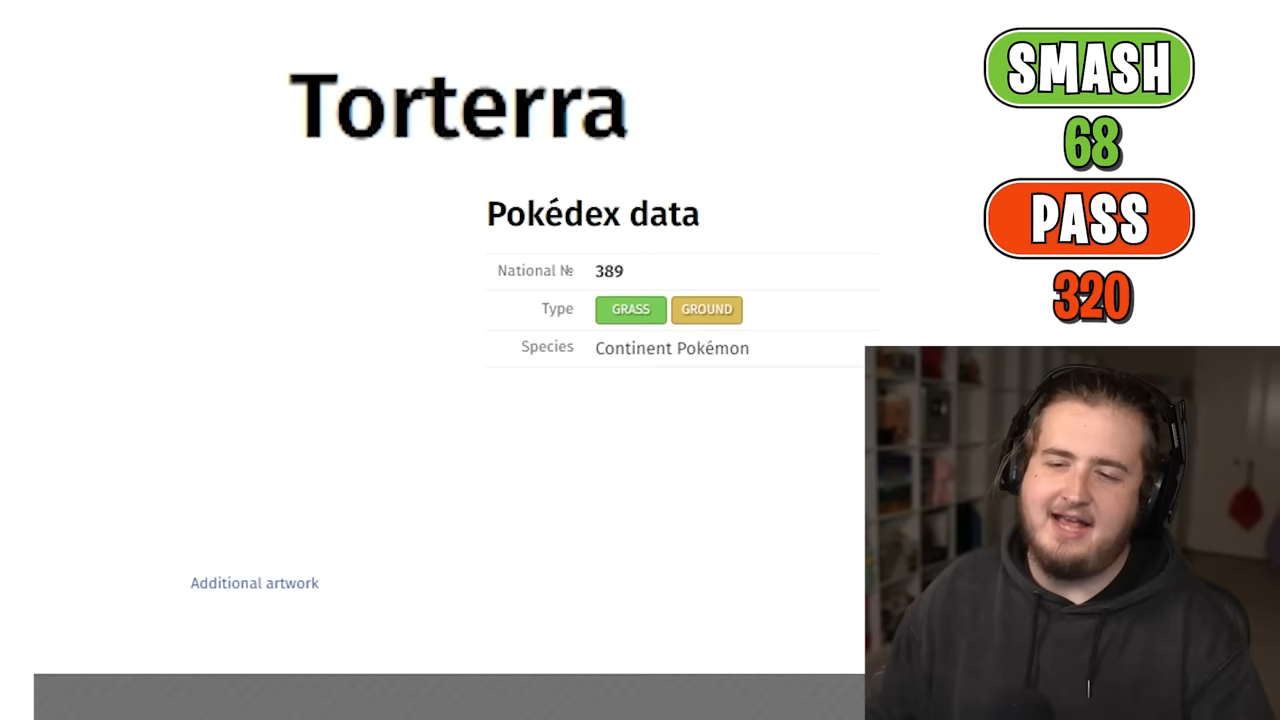 Torterra
Pokédex data
National № 389
Type GRASS GROUND
Species Continent Pokémon
Additional artwork
SMASH
68
PASS
320